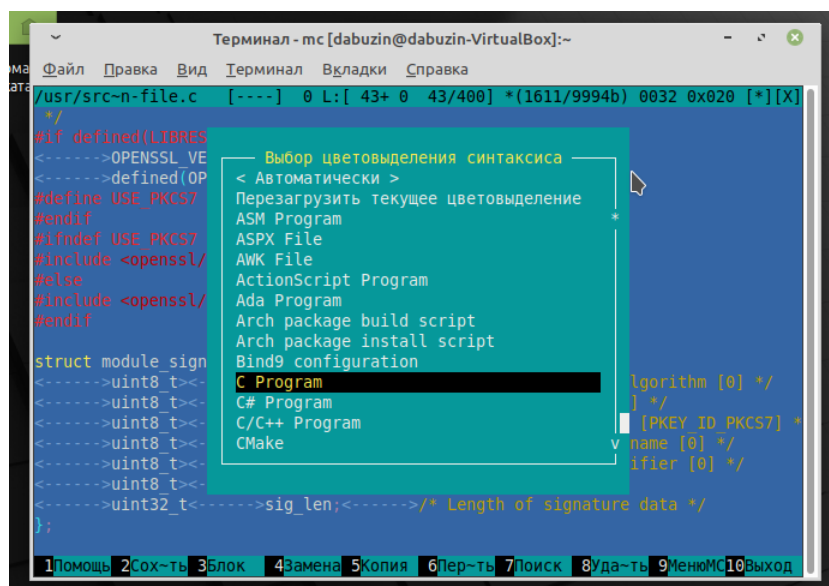 Терминал - mc [dabuzin@dabuzin-VirtualBox]:~
Файл Правка Вид Терминал Вкладки Справка
/usr/src~n-file.c [----] 0 L:[ 43+ 0 43/400] *(1611/9994b) 0032 0x020 [*][X]
*/
#if defined(LIBRES
<------>OPENSSL_VE
<------>defined(OP
#define USE_PKCS7
#endif
#ifndef USE_PKCS7
#include <openssl/
#else
#include <openssl/
#endif
struct module_sign
<------>uint8_t><-
<------>uint8_t><-
<------>uint8_t><-
<------>uint8_t><-
<------>uint8_t><-
<------>uint8_t><-
<------>uint32_t<------>sig_len;<------>/* Length of signature data */
};
Выбор цветовыделения синтаксиса
< Автоматически >
Перезагрузить текущее цветовыделение
ASM Program *
ASPX File
AWK File
ActionScript Program
Ada Program
Arch package build script
Arch package install script
Bind9 configuration
C Program
C# Program
C/C++ Program
CMake v
lgorithm [0] */
] */
[PKEY_ID_PKCS7] *
name [0] */
ifier [0] */
1Помощь 2Сох~ть 3Блок 4Замена 5Копия 6Пер~ть 7Поиск 8Уда~ть 9МенюMC 10Выход